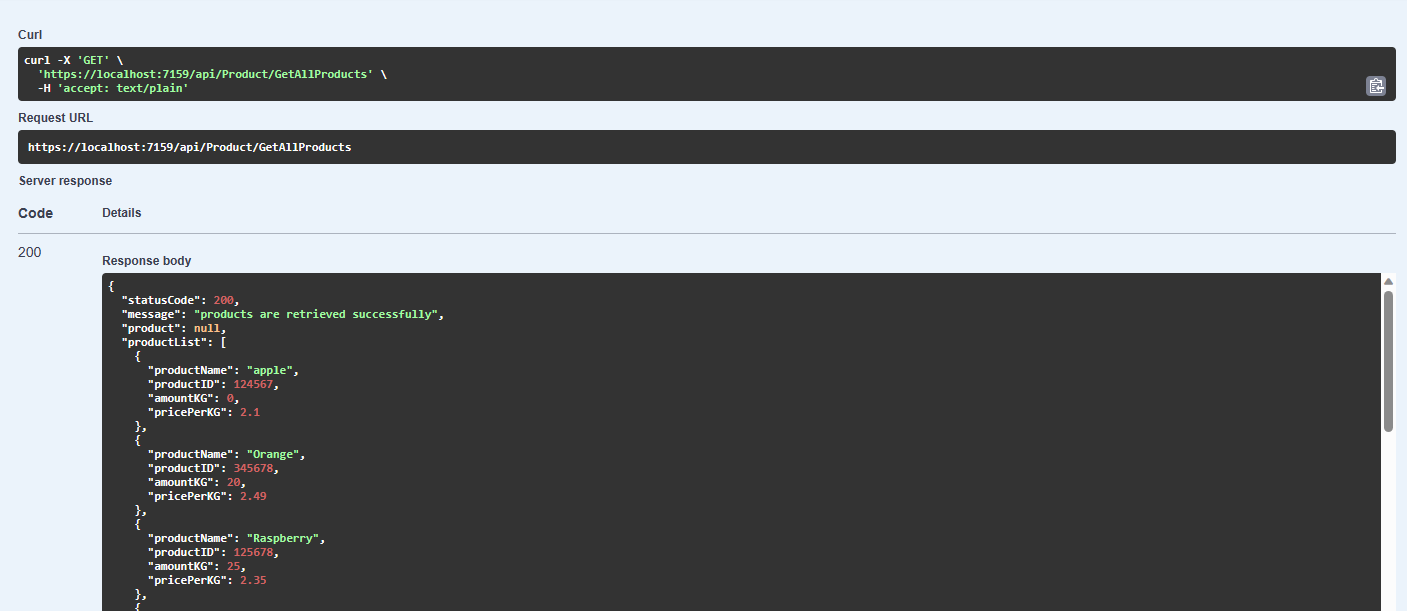 Curl
curl -X 'GET' \
  'https://localhost:7159/api/Product/GetAllProducts' \
  -H 'accept: text/plain'
Request URL
https://localhost:7159/api/Product/GetAllProducts
Server response
Code Details
200
Response body
{
  "statusCode": 200,
  "message": "products are retrieved successfully",
  "product": null,
  "productList": [
    {
      "productName": "apple",
      "productID": 124567,
      "amountKG": 0,
      "pricePerKG": 2.1
    },
    {
      "productName": "Orange",
      "productID": 345678,
      "amountKG": 20,
      "pricePerKG": 2.49
    },
    {
      "productName": "Raspberry",
      "productID": 125678,
      "amountKG": 25,
      "pricePerKG": 2.35
    },
    {